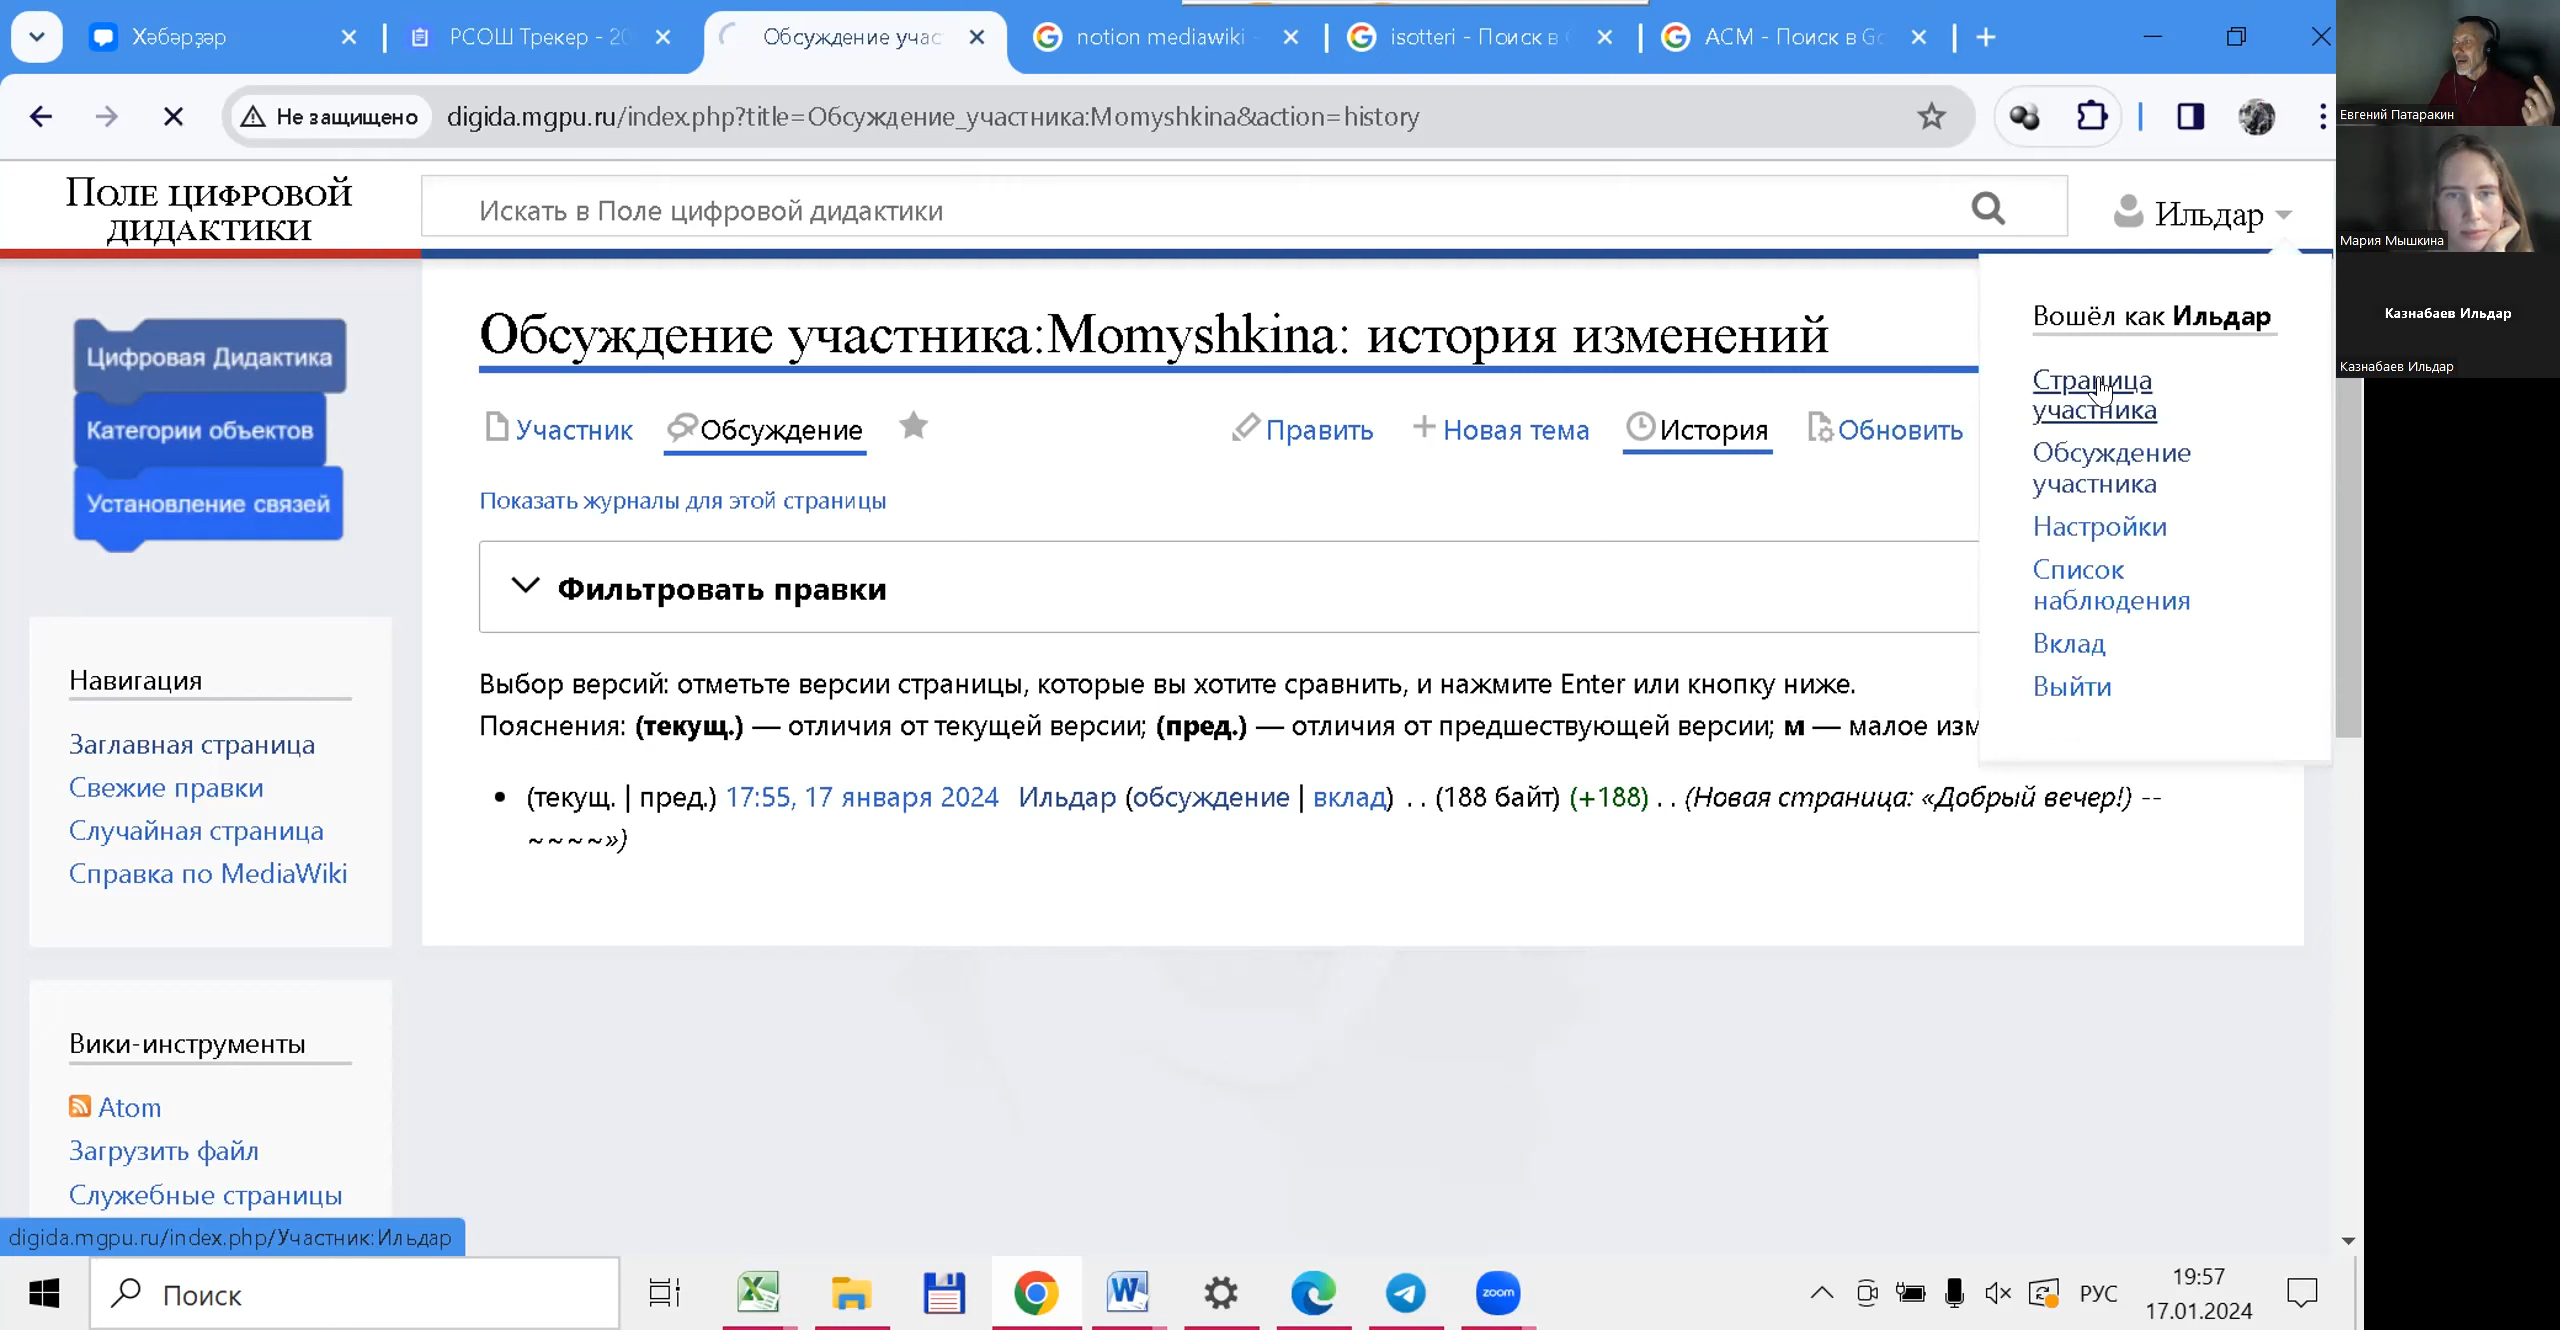 Хәбәрҙәр
РСОШ Трекер - 20
Обсуждение учас
notion mediawiki -
isotteri - Поиск в
ACM - Поиск в Go
Не защищено
digida.mgpu.ru/index.php?title=Обсуждение_участника:Momyshkina&action=history
Евгений Патаракин
Мария Мышкина
Казнабаев Ильдар
Казнабаев Ильдар
Поле цифровой
дидактики
Искать в Поле цифровой дидактики
Ильдар
Вошёл как Ильдар
Страница
участника
Обсуждение
участника
Настройки
Список
наблюдения
Вклад
Выйти
Цифровая Дидактика
Категории объектов
Установление связей
Обсуждение участника:Momyshkina: история изменений
Участник
Обсуждение
Править
Новая тема
История
Обновить
Показать журналы для этой страницы
Фильтровать правки
Выбор версий: отметьте версии страницы, которые вы хотите сравнить, и нажмите Enter или кнопку ниже.
Пояснения: (текущ.) — отличия от текущей версии; (пред.) — отличия от предшествующей версии; м — малое изм
• (текущ. | пред.) 17:55, 17 января 2024 Ильдар (обсуждение | вклад) . . (188 байт) (+188) . . (Новая страница: «Добрый вечер!) --
~~~~»)
Навигация
Заглавная страница
Свежие правки
Случайная страница
Справка по MediaWiki
Вики-инструменты
Atom
Загрузить файл
Служебные страницы
digida.mgpu.ru/index.php/Участник:Ильдар
Поиск
zoom
РУС
19:57
17.01.2024